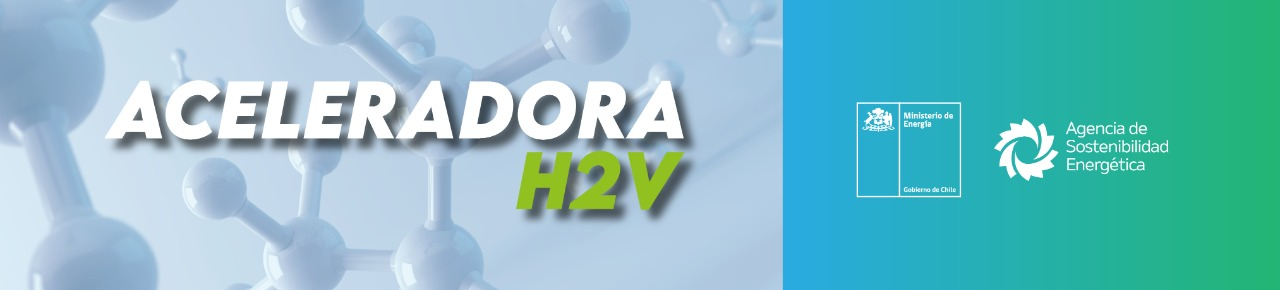 ACELERADORA
H2V
Ministerio de
Energía
Gobierno de Chile
Agencia de
Sostenibilidad
Energética